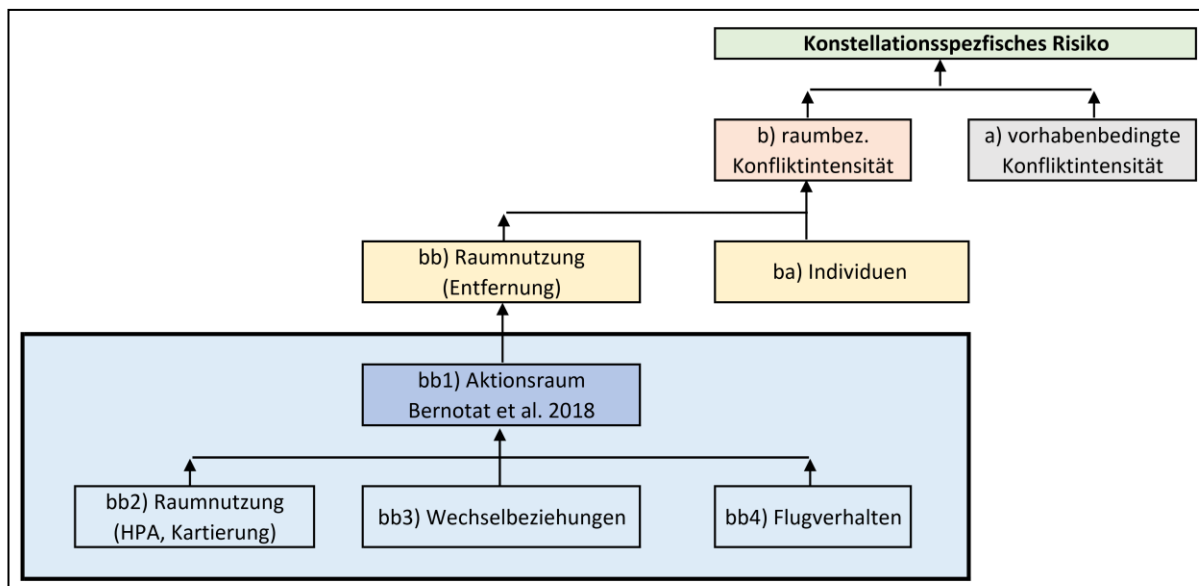 Konstellationsspezfisches Risiko
b) raumbez.
Konfliktintensität
a) vorhabenbedingte
Konfliktintensität
bb) Raumnutzung
(Entfernung)
ba) Individuen
bb1) Aktionsraum
Bernotat et al. 2018
bb2) Raumnutzung
(HPA, Kartierung)
bb3) Wechselbeziehungen
bb4) Flugverhalten